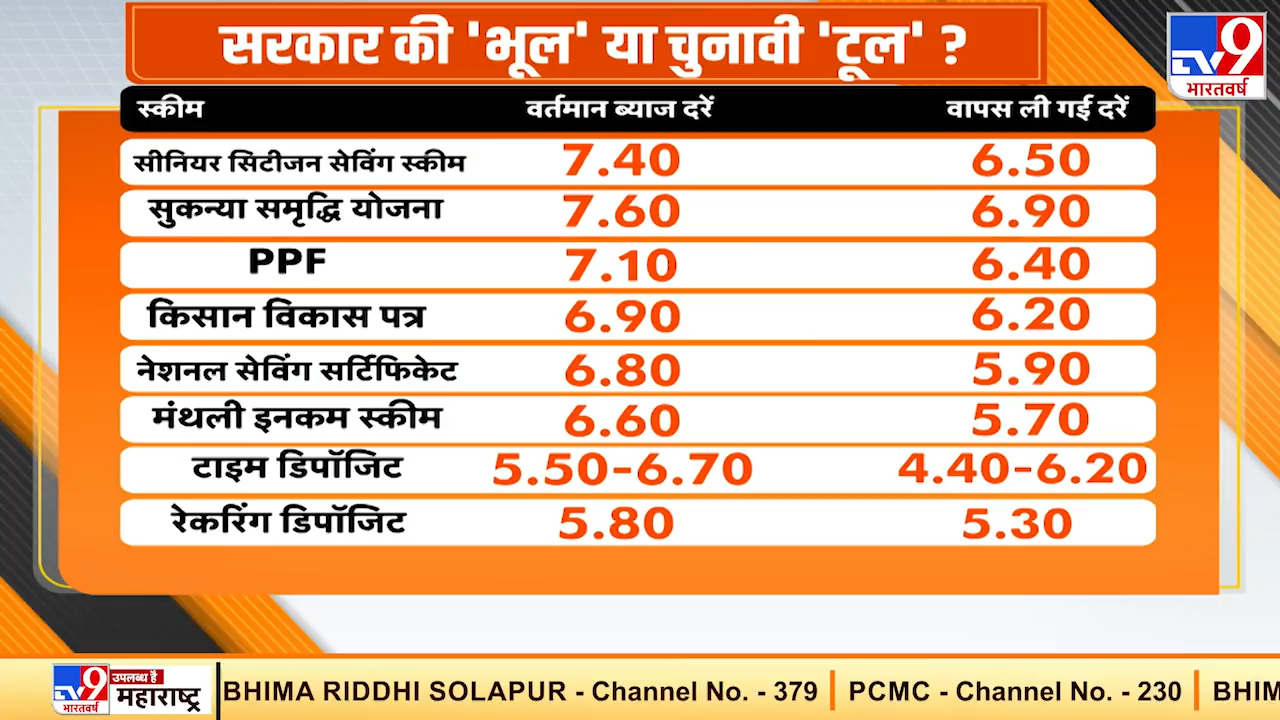 सरकार की 'भूल' या चुनावी 'टूल' ?
TV9
भारतवर्ष
स्कीम वर्तमान ब्याज दरें वापस ली गई दरें
सीनियर सिटीजन सेविंग स्कीम 7.40 6.50
सुकन्या समृद्धि योजना 7.60 6.90
PPF 7.10 6.40
किसान विकास पत्र 6.90 6.20
नेशनल सेविंग सर्टिफिकेट 6.80 5.90
मंथली इनकम स्कीम 6.60 5.70
टाइम डिपॉजिट 5.50-6.70 4.40-6.20
रेकरिंग डिपॉजिट 5.80 5.30
TV9 भारतवर्ष उपलब्ध है महाराष्ट्र BHIMA RIDDHI SOLAPUR - Channel No. - 379 | PCMC - Channel No. - 230 | BHIM